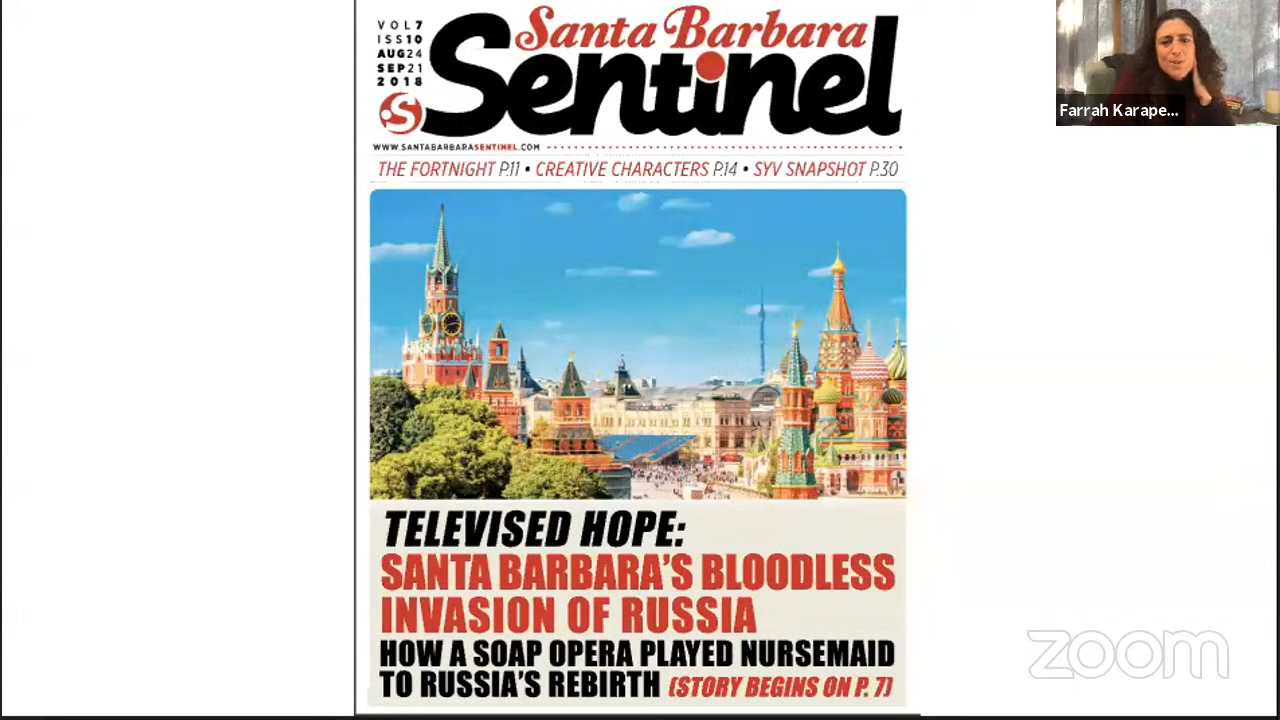 VOL7
ISS10
AUG24
SEP21
2018
S
Santa Barbara
Sentinel
WWW.SANTABARBARASENTINEL.COM
THE FORTNIGHT P.11 • CREATIVE CHARACTERS P.14 • SYV SNAPSHOT P.30
TELEVISED HOPE:
SANTA BARBARA'S BLOODLESS
INVASION OF RUSSIA
HOW A SOAP OPERA PLAYED NURSEMAID
TO RUSSIA'S REBIRTH (STORY BEGINS ON P. 7)
Farrah Karape...
zoom